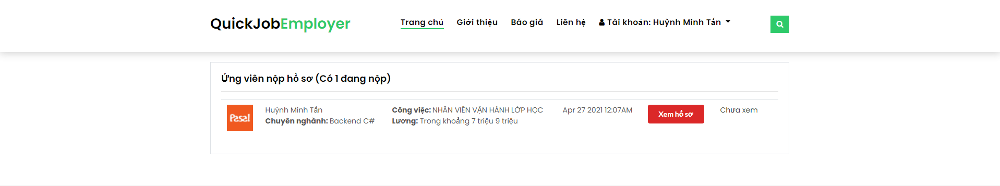 QuickJobEmployer
Trang chủ Giới thiệu Báo giá Liên hệ Tài khoản: Huỳnh Minh Tấn
Ứng viên nộp hồ sơ (Có 1 đang nộp)
Pasal
Huỳnh Minh Tấn
Chuyên nghành: Backend C#
Công việc: NHÂN VIÊN VẬN HÀNH LỚP HỌC
Lương: Trong khoảng 7 triệu 9 triệu
Apr 27 2021 12:07AM
Xem hồ sơ
Chưa xem